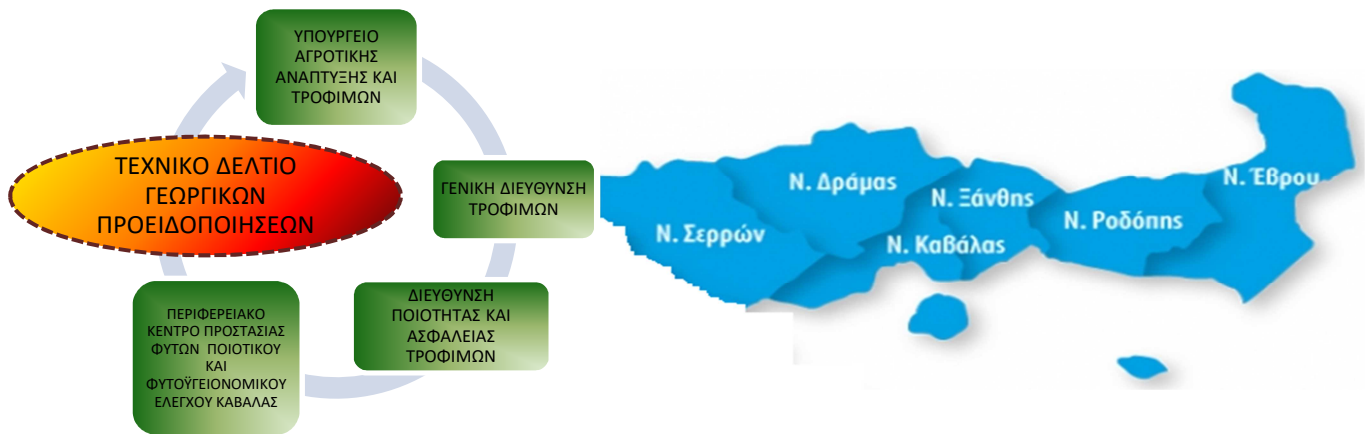 ΥΠΟΥΡΓΕΙΟ
ΑΓΡΟΤΙΚΗΣ
ΑΝΑΠΤΥΞΗΣ ΚΑΙ
ΤΡΟΦΙΜΩΝ
ΓΕΝΙΚΗ ΔΙΕΥΘΥΝΣΗ
ΤΡΟΦΙΜΩΝ
ΔΙΕΥΘΥΝΣΗ
ΠΟΙΟΤΗΤΑΣ ΚΑΙ
ΑΣΦΑΛΕΙΑΣ
ΤΡΟΦΙΜΩΝ
ΠΕΡΙΦΕΡΕΙΑΚΟ
ΚΕΝΤΡΟ ΠΡΟΣΤΑΣΙΑΣ
ΦΥΤΩΝ ΠΟΙΟΤΙΚΟΥ
ΚΑΙ
ΦΥΤΟΫΓΕΙΟΝΟΜΙΚΟΥ
ΕΛΕΓΧΟΥ ΚΑΒΑΛΑΣ
ΤΕΧΝΙΚΟ ΔΕΛΤΙΟ
ΓΕΩΡΓΙΚΩΝ
ΠΡΟΕΙΔΟΠΟΙΗΣΕΩΝ
Ν. Σερρών
Ν. Δράμας
Ν. Καβάλας
Ν. Ξάνθης
Ν. Ροδόπης
Ν. Έβρου